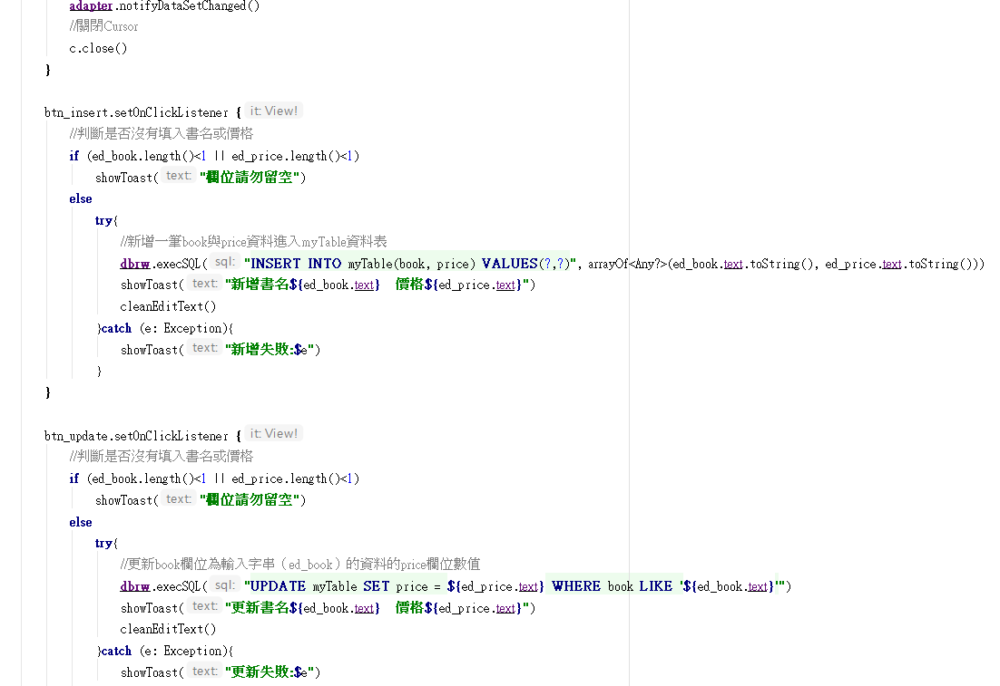 adapter.notifyDataSetChanged()
//關閉Cursor
c.close()
}
btn_insert.setOnClickListener { it: View!
//判斷是否沒有填入書名或價格
if (ed_book.length()<1 || ed_price.length()<1)
showToast( text: "欄位請勿留空")
else
try{
//新增一筆book與price資料進入myTable資料表
dbrw.execSQL( sql: "INSERT INTO myTable(book, price) VALUES(?,?)", arrayOf<Any?>(ed_book.text.toString(), ed_price.text.toString()))
showToast( text: "新增書名${ed_book.text}  價格${ed_price.text}")
cleanEditText()
}catch (e: Exception){
showToast( text: "新增失敗:$e")
}
}
btn_update.setOnClickListener { it: View!
//判斷是否沒有填入書名或價格
if (ed_book.length()<1 || ed_price.length()<1)
showToast( text: "欄位請勿留空")
else
try{
//更新book欄位為輸入字串（ed_book）的資料的price欄位數值
dbrw.execSQL( sql: "UPDATE myTable SET price = ${ed_price.text} WHERE book LIKE '${ed_book.text}'")
showToast( text: "更新書名${ed_book.text}  價格${ed_price.text}")
cleanEditText()
}catch (e: Exception){
showToast( text: "更新失敗:$e")